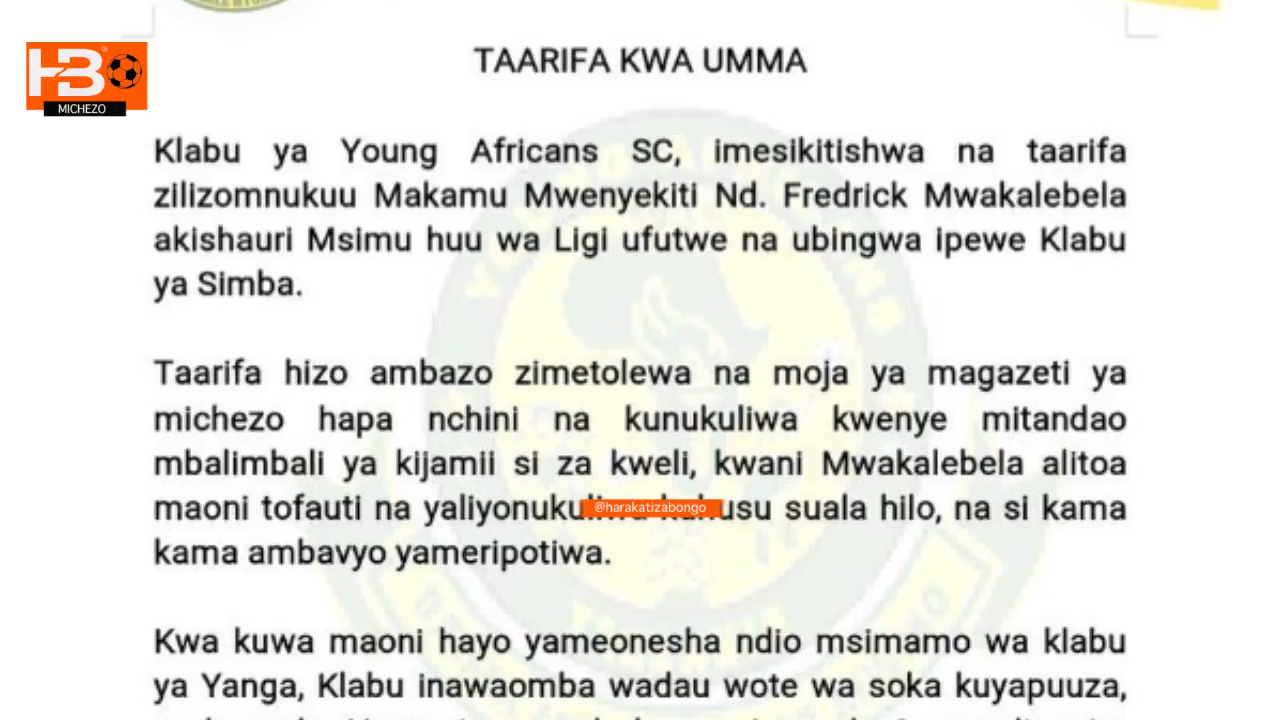 HB
MICHEZO
TAARIFA KWA UMMA
Klabu ya Young Africans SC, imesikitishwa na taarifa
zilizomnukuu Makamu Mwenyekiti Nd. Fredrick Mwakalebela
akishauri Msimu huu wa Ligi ufutwe na ubingwa ipewe Klabu
ya Simba.
Taarifa hizo ambazo zimetolewa na moja ya magazeti ya
michezo hapa nchini na kunukuliwa kwenye mitandao
mbalimbali ya kijamii si za kweli, kwani Mwakalebela alitoa
maoni tofauti na yaliyonukuliwa kuhusu suala hilo, na si kama
@harakatizabongo
kama ambavyo yameripotiwa.
Kwa kuwa maoni hayo yameonesha ndio msimamo wa klabu
ya Yanga, Klabu inawaomba wadau wote wa soka kuyapuuza,